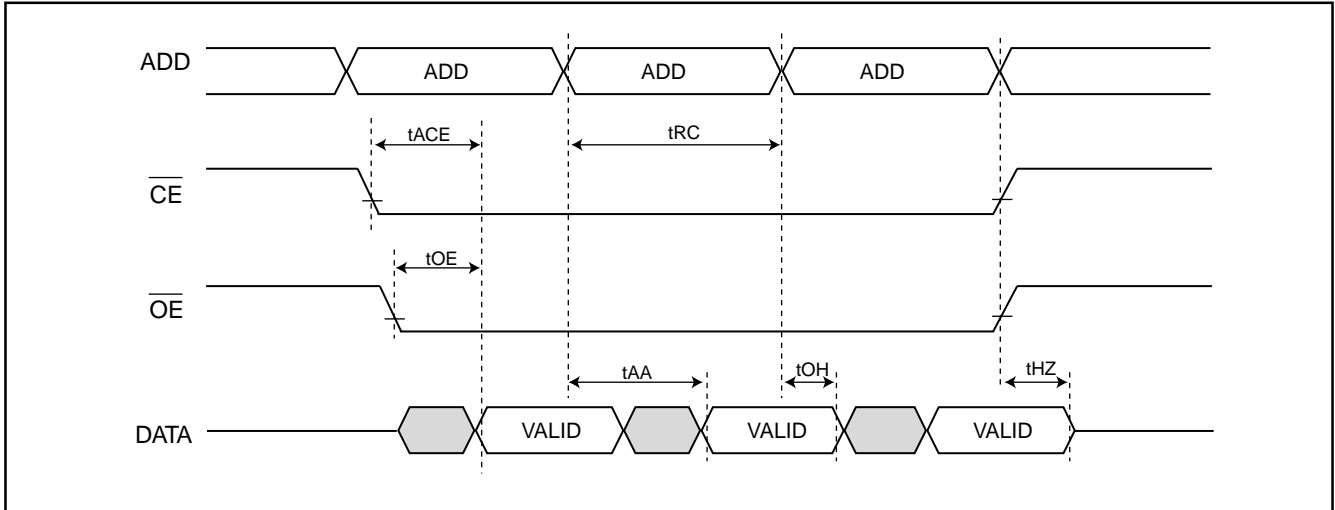 ADD ADD ADD ADD
tACE tRC
CE
tOE
OE
tAA tOH tHZ
DATA VALID VALID VALID